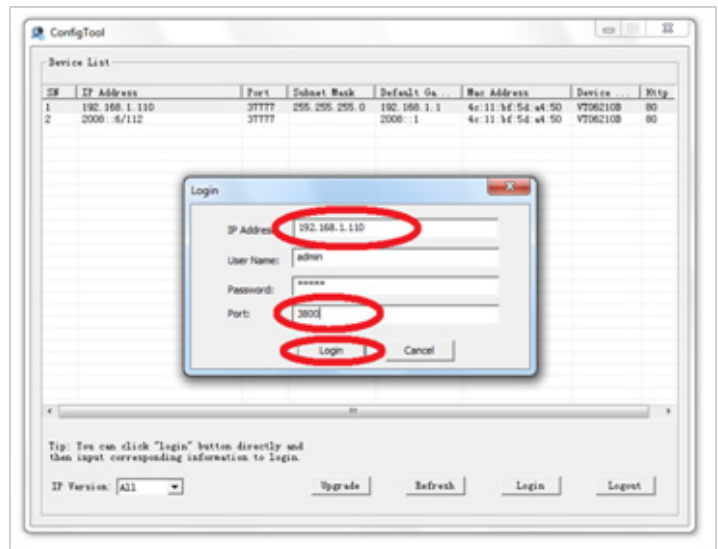 ConfigTool
Device List
SN IP Address Port Subnet Mask Default Ga... Mac Address Device ... Http
1 192.168.1.110 37777 255.255.255.0 192.168.1.1 4c:11:bf:5d:a4:50 VTO6210B 80
2 2008::6/112 37777 2008::1 4c:11:bf:5d:a4:50 VTO6210B 80
Login
IP Address: 192.168.1.110
User Name: admin
Password: *****
Port: 3800
Login Cancel
Tip: You can click "login" button directly and
then input corresponding information to login.
IP Version: All Upgrade Refresh Login Logout